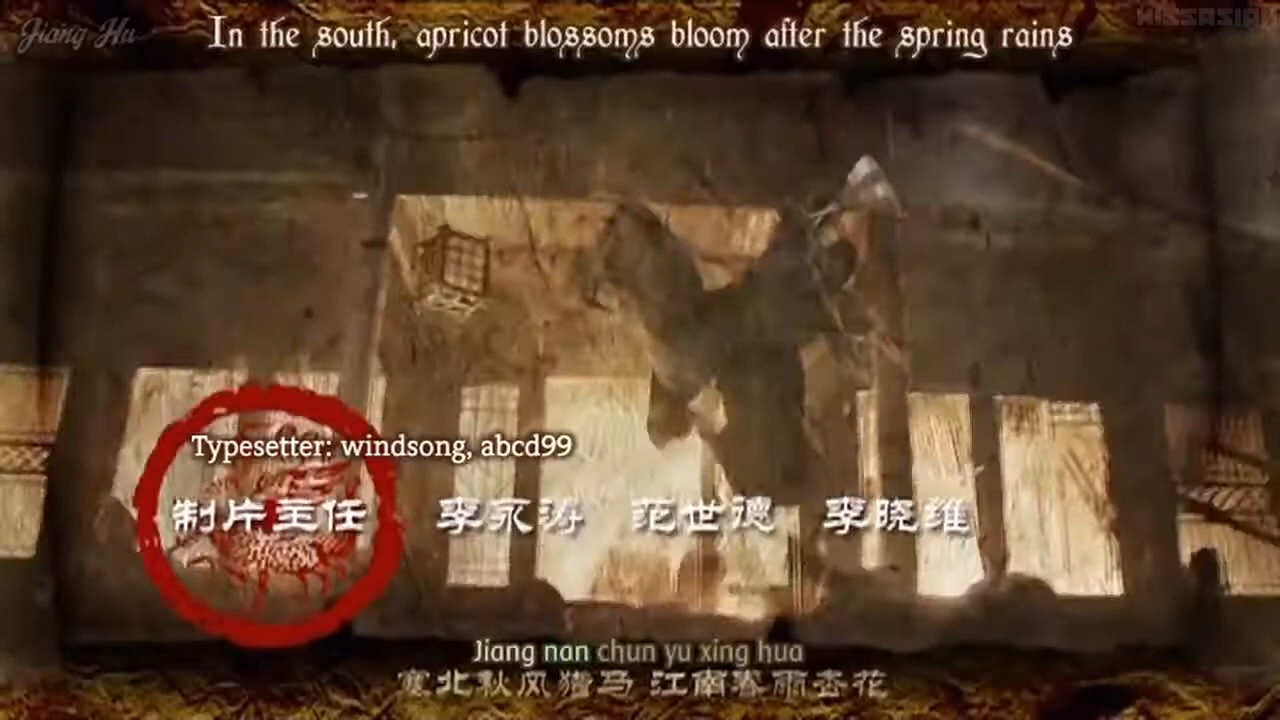 Jiang Hu
KISSASIAN
In the south, apricot blossoms bloom after the spring rains
Typesetter: windsong, abcd99
制片主任 李永涛 范世德 李晓维
Jiang nan chun yu xing hua
塞北秋风猎马 江南春雨杏花